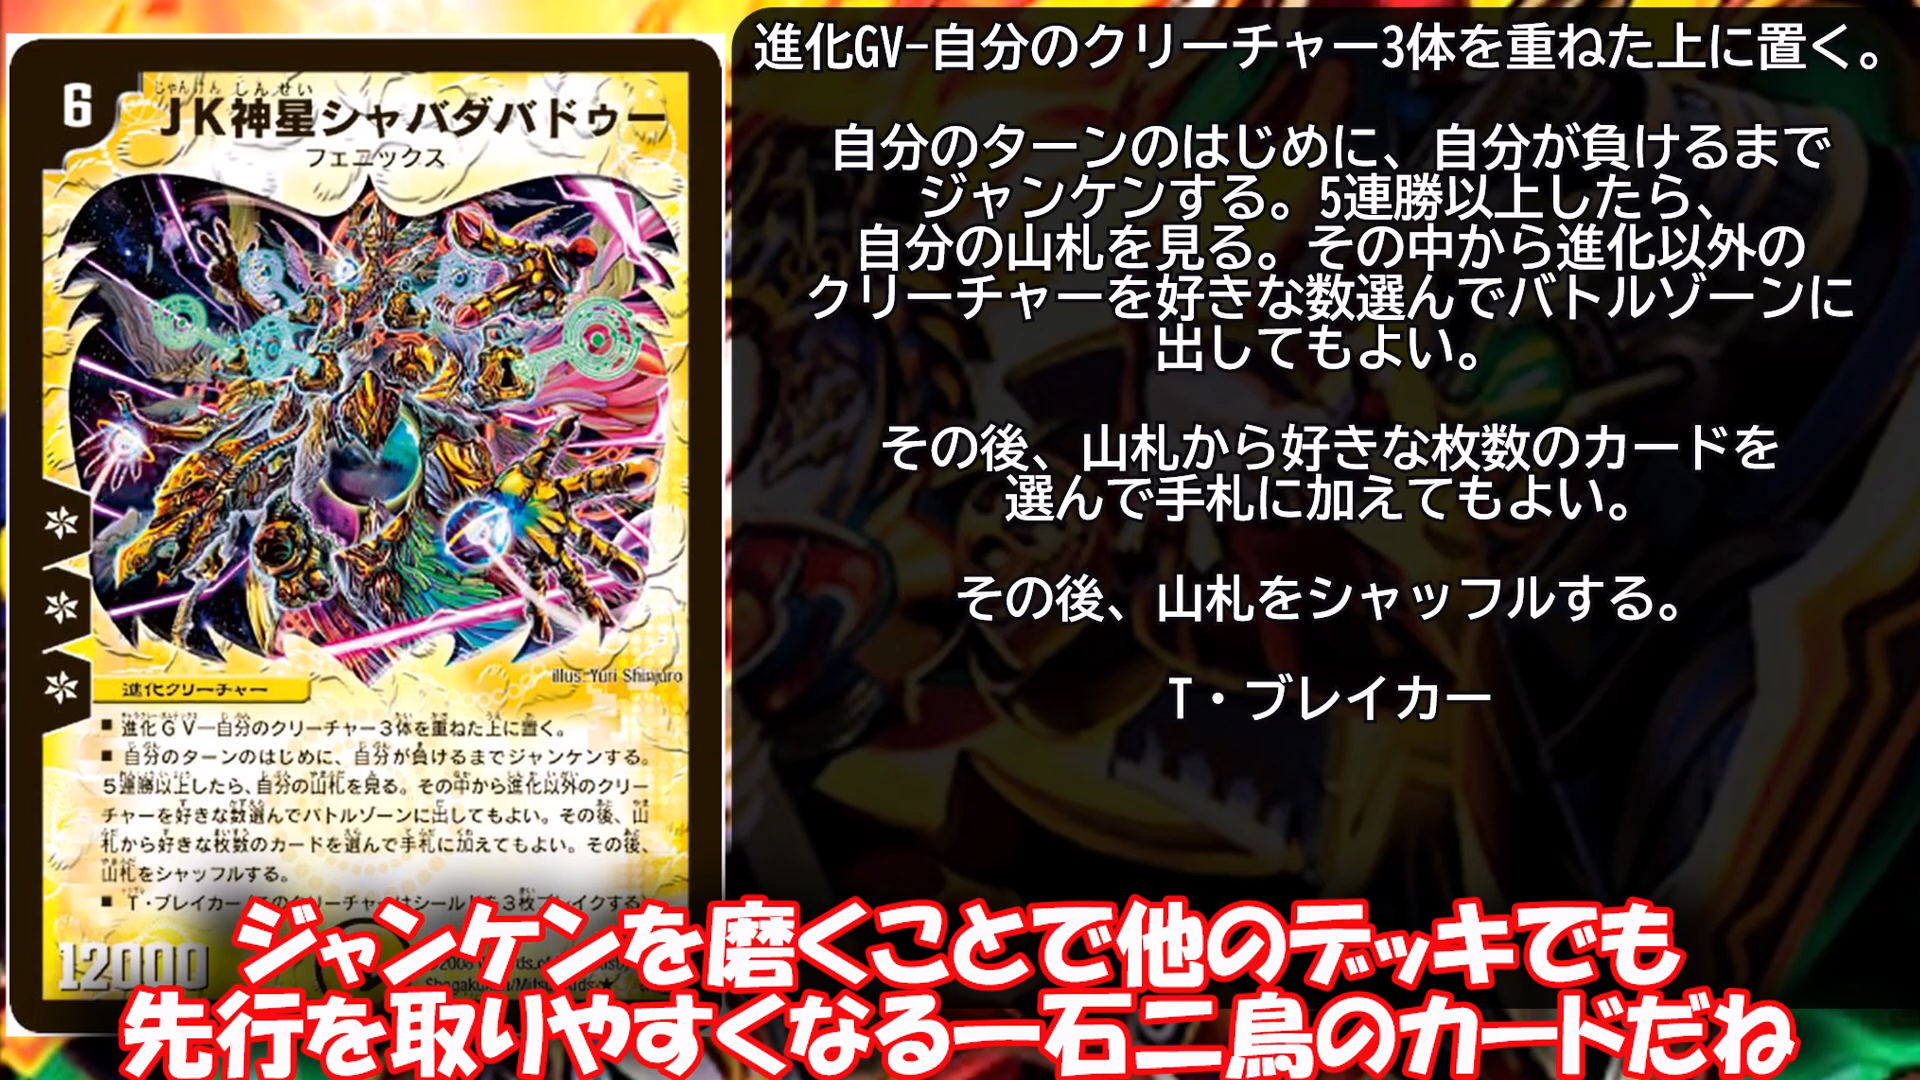 6
じゃんけん しんせい
JK神星シャバダバドゥー
フェニックス
illus. Yuri Shinjuro
進化クリーチャー
■ 進化GV―自分のクリーチャー3体を重ねた上に置く。
■ 自分のターンのはじめに、自分が負けるまでジャンケンする。
5連勝以上したら、自分の山札を見る。その中から進化以外のクリー
チャーを好きな数選んでバトルゾーンに出してもよい。その後、山
札から好きな枚数のカードを選んで手札に加えてもよい。その後、
山札をシャッフルする。
■ T・ブレイカー
12000
進化GV-自分のクリーチャー3体を重ねた上に置く。
自分のターンのはじめに、自分が負けるまで
ジャンケンする。5連勝以上したら、
自分の山札を見る。その中から進化以外の
クリーチャーを好きな数選んでバトルゾーンに
出してもよい。
その後、山札から好きな枚数のカードを
選んで手札に加えてもよい。
その後、山札をシャッフルする。
T・ブレイカー
ジャンケンを磨くことで他のデッキでも
先行を取りやすくなる一石二鳥のカードだね